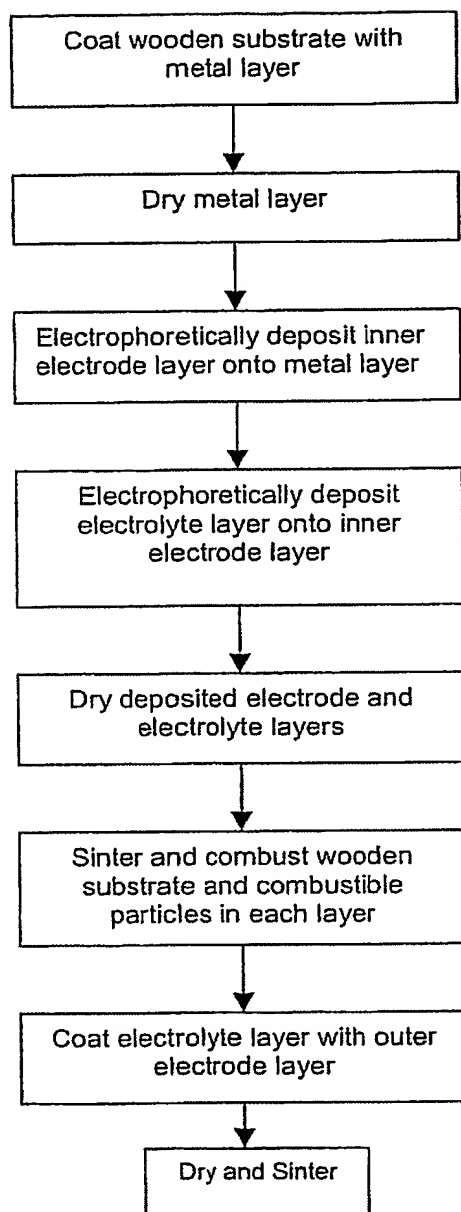 Coat wooden substrate with
metal layer
Dry metal layer
Electrophoretically deposit inner
electrode layer onto metal layer
Electrophoretically deposit
electrolyte layer onto inner
electrode layer
Dry deposited electrode and
electrolyte layers
Sinter and combust wooden
substrate and combustible
particles in each layer
Coat electrolyte layer with outer
electrode layer
Dry and Sinter